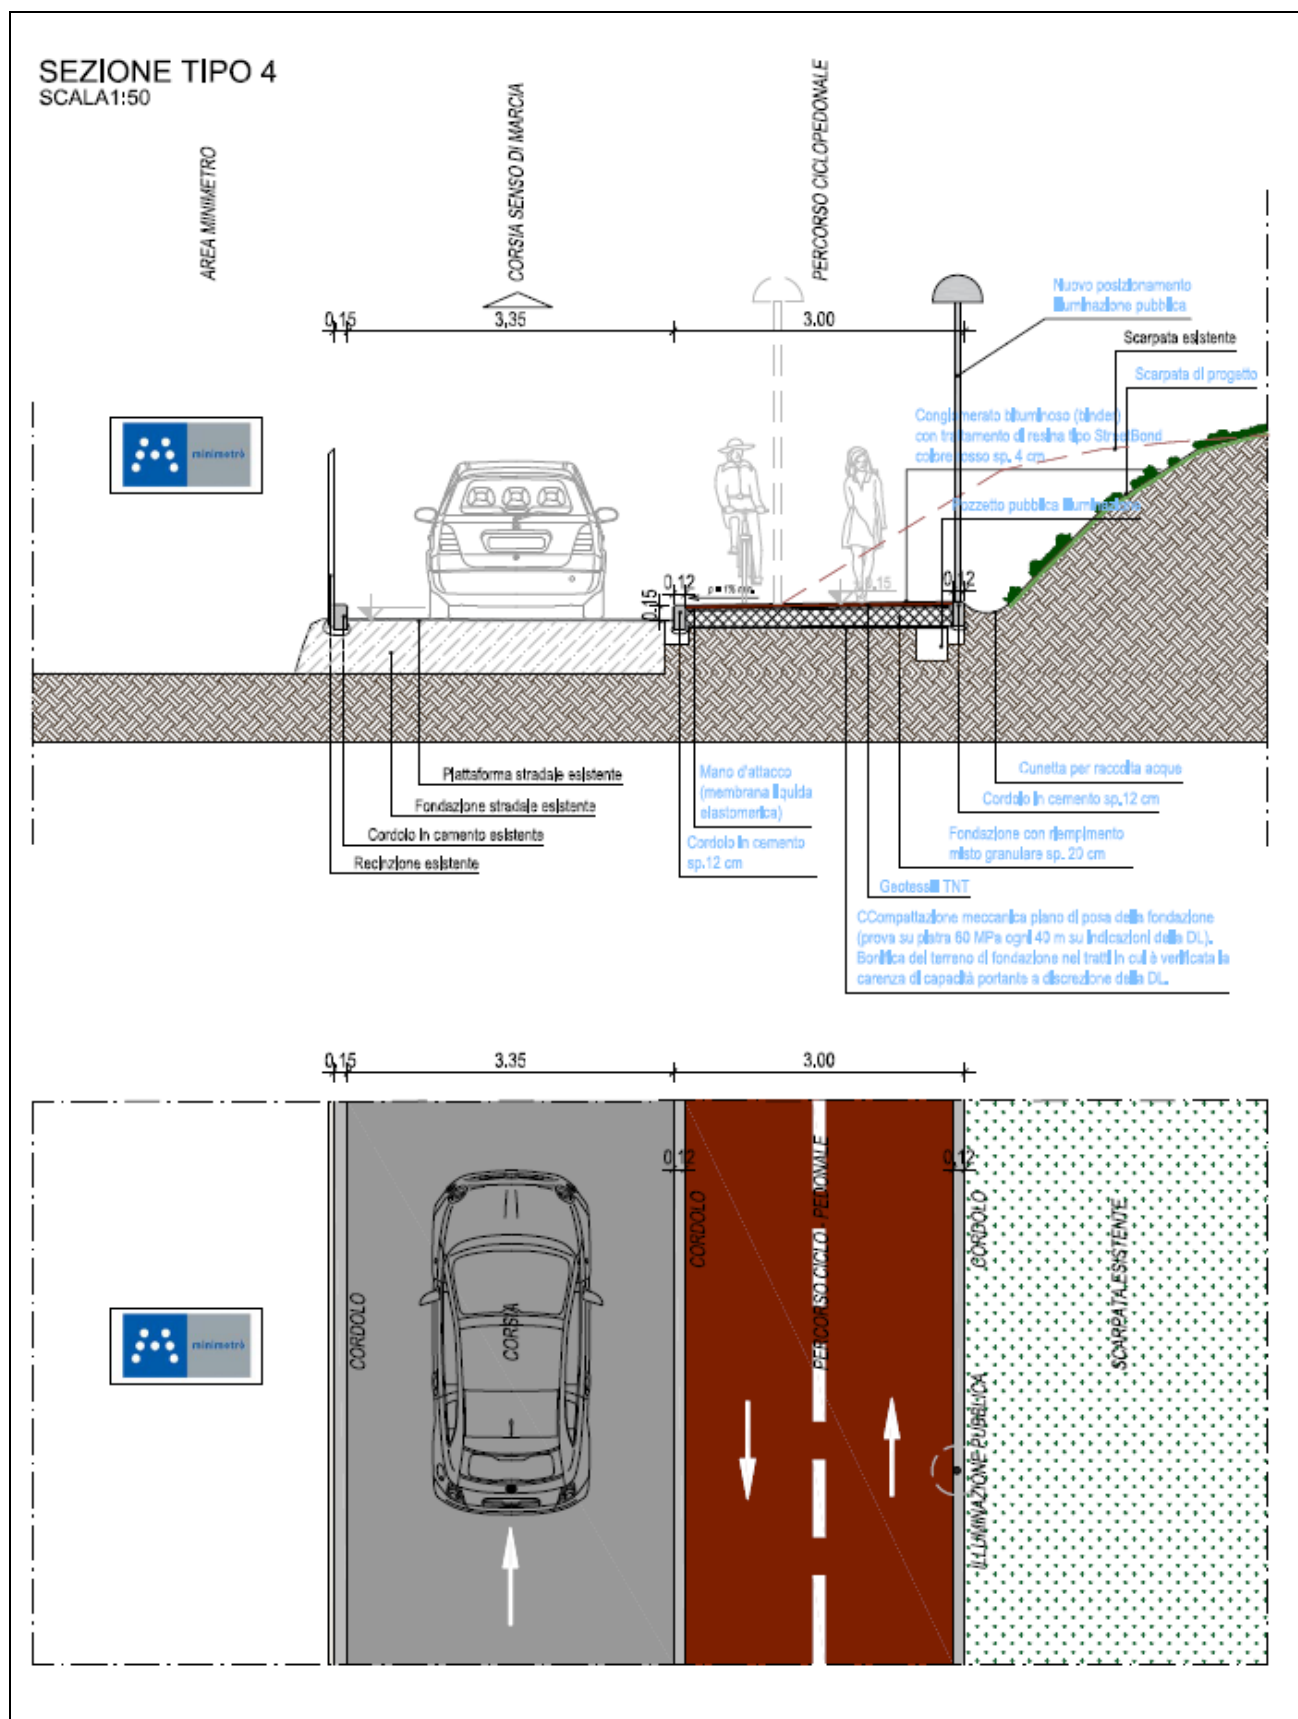 SEZIONE TIPO 4
SCALA1:50
AREA MINIMETRO
CORSIA SENSO DI MARCIA
PERCORSO CICLOPEDONALE
0.15
3,35
3.00
Nuovo posizionamento
illuminazione pubblica
Scarpata esistente
Scarpata di progetto
Conglomerato bituminoso (binder)
con trattamento di resina tipo StreetBond
colore rosso sp. 4 cm
Pozzetto pubblica illuminazione
minimetrò
0.12
p = 1% min.
0.15
0.15
0.12
Plattaforma stradale esistente
Fondazione stradale esistente
Cordolo in cemento esistente
Recinzione esistente
Mano d'attacco
(membrana liquida
elastomerica)
Cordolo in cemento
sp.12 cm
Cunetta per raccolta acque
Cordolo in cemento sp.12 cm
Fondazione con riempimento
misto granulare sp. 20 cm
Geotessili TNT
CCompattazione meccanica piano di posa della fondazione
(prova su piatra 60 MPa ogni 40 m su indicazioni della DL).
Bonifica del terreno di fondazione nei tratti in cui è verificata la
carenza di capacità portante a discrezione della DL.
0.15
3.35
3.00
0.12
0.12
minimetrò
CORDOLO
CORSIA
CORDOLO
PERCORSO CICLO - PEDONALE
CORDOLO
ILLUMINAZIONE PUBBLICA
SCARPATA ESISTENTE